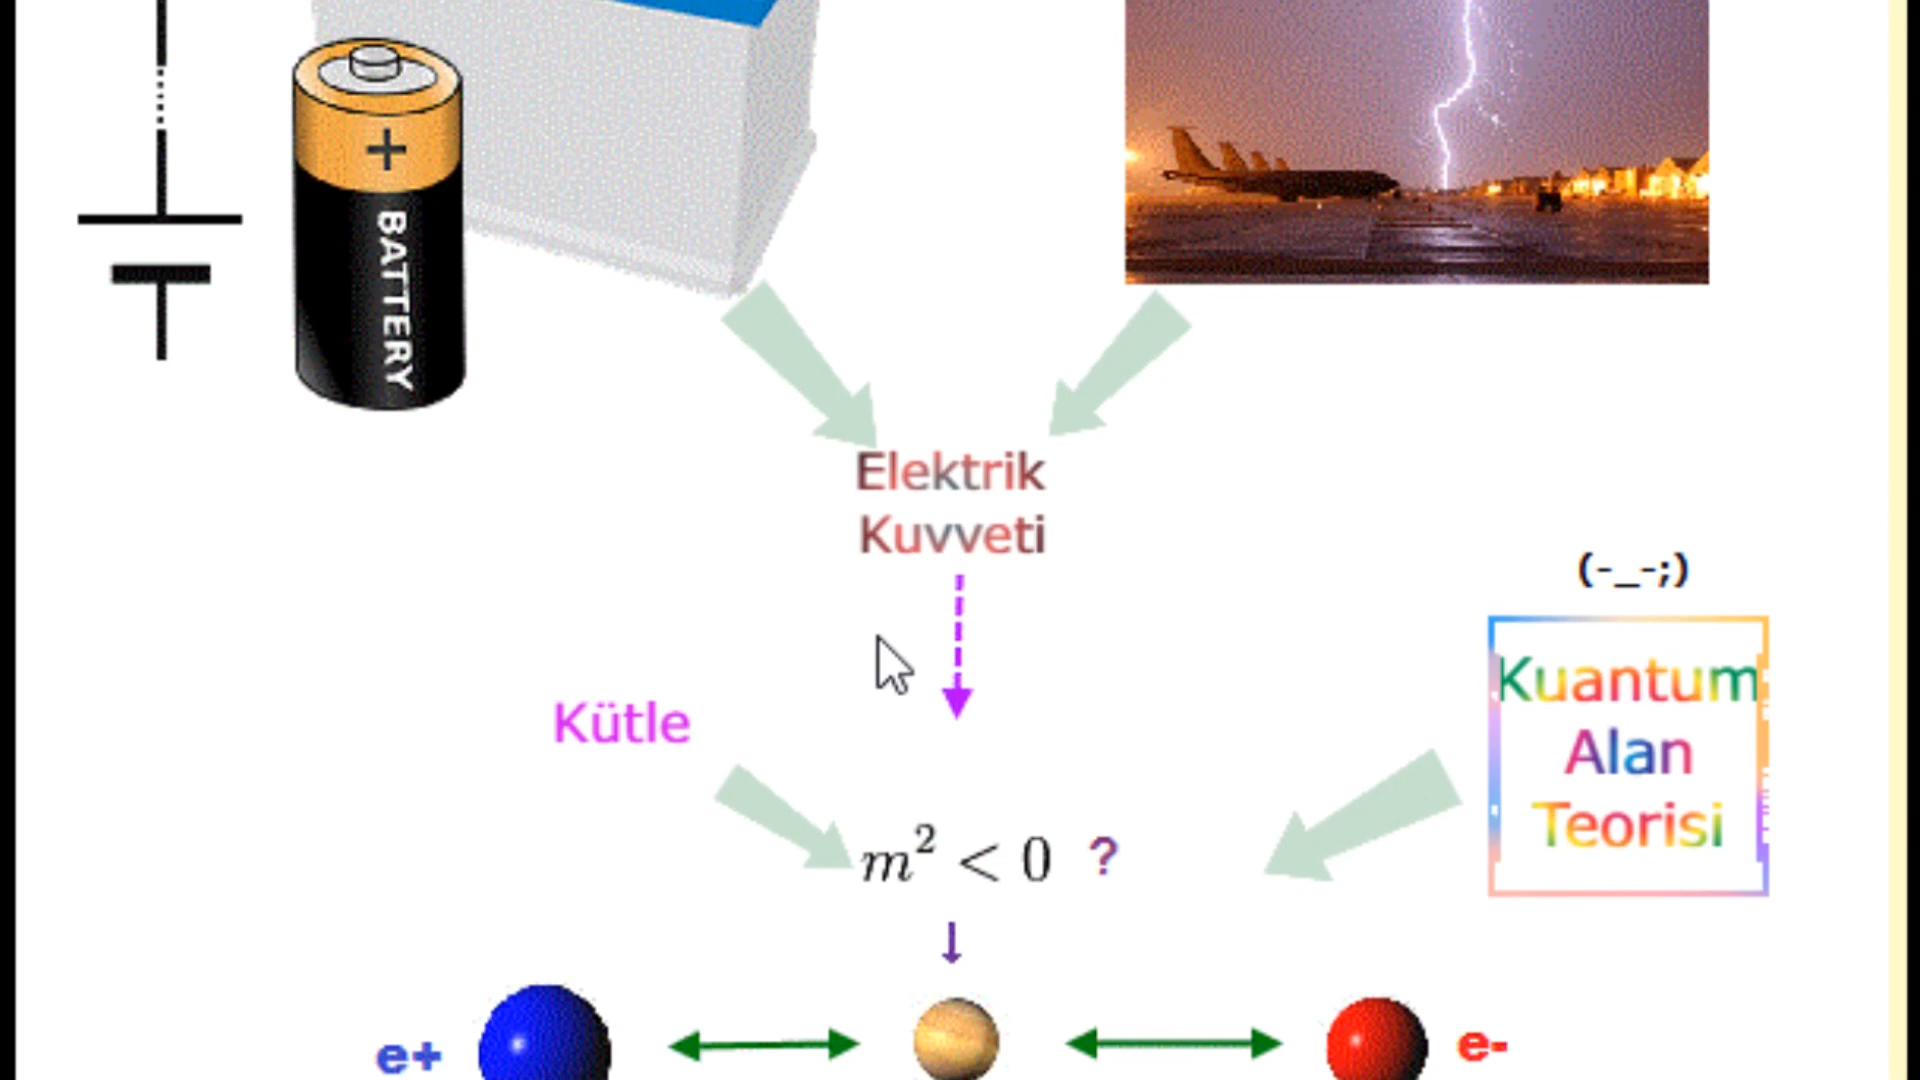 +
BATTERY
Elektrik
Kuvveti
(-_-;)
Kuantum
Alan
Teorisi
Kütle
m² < 0 ?
e+
e-